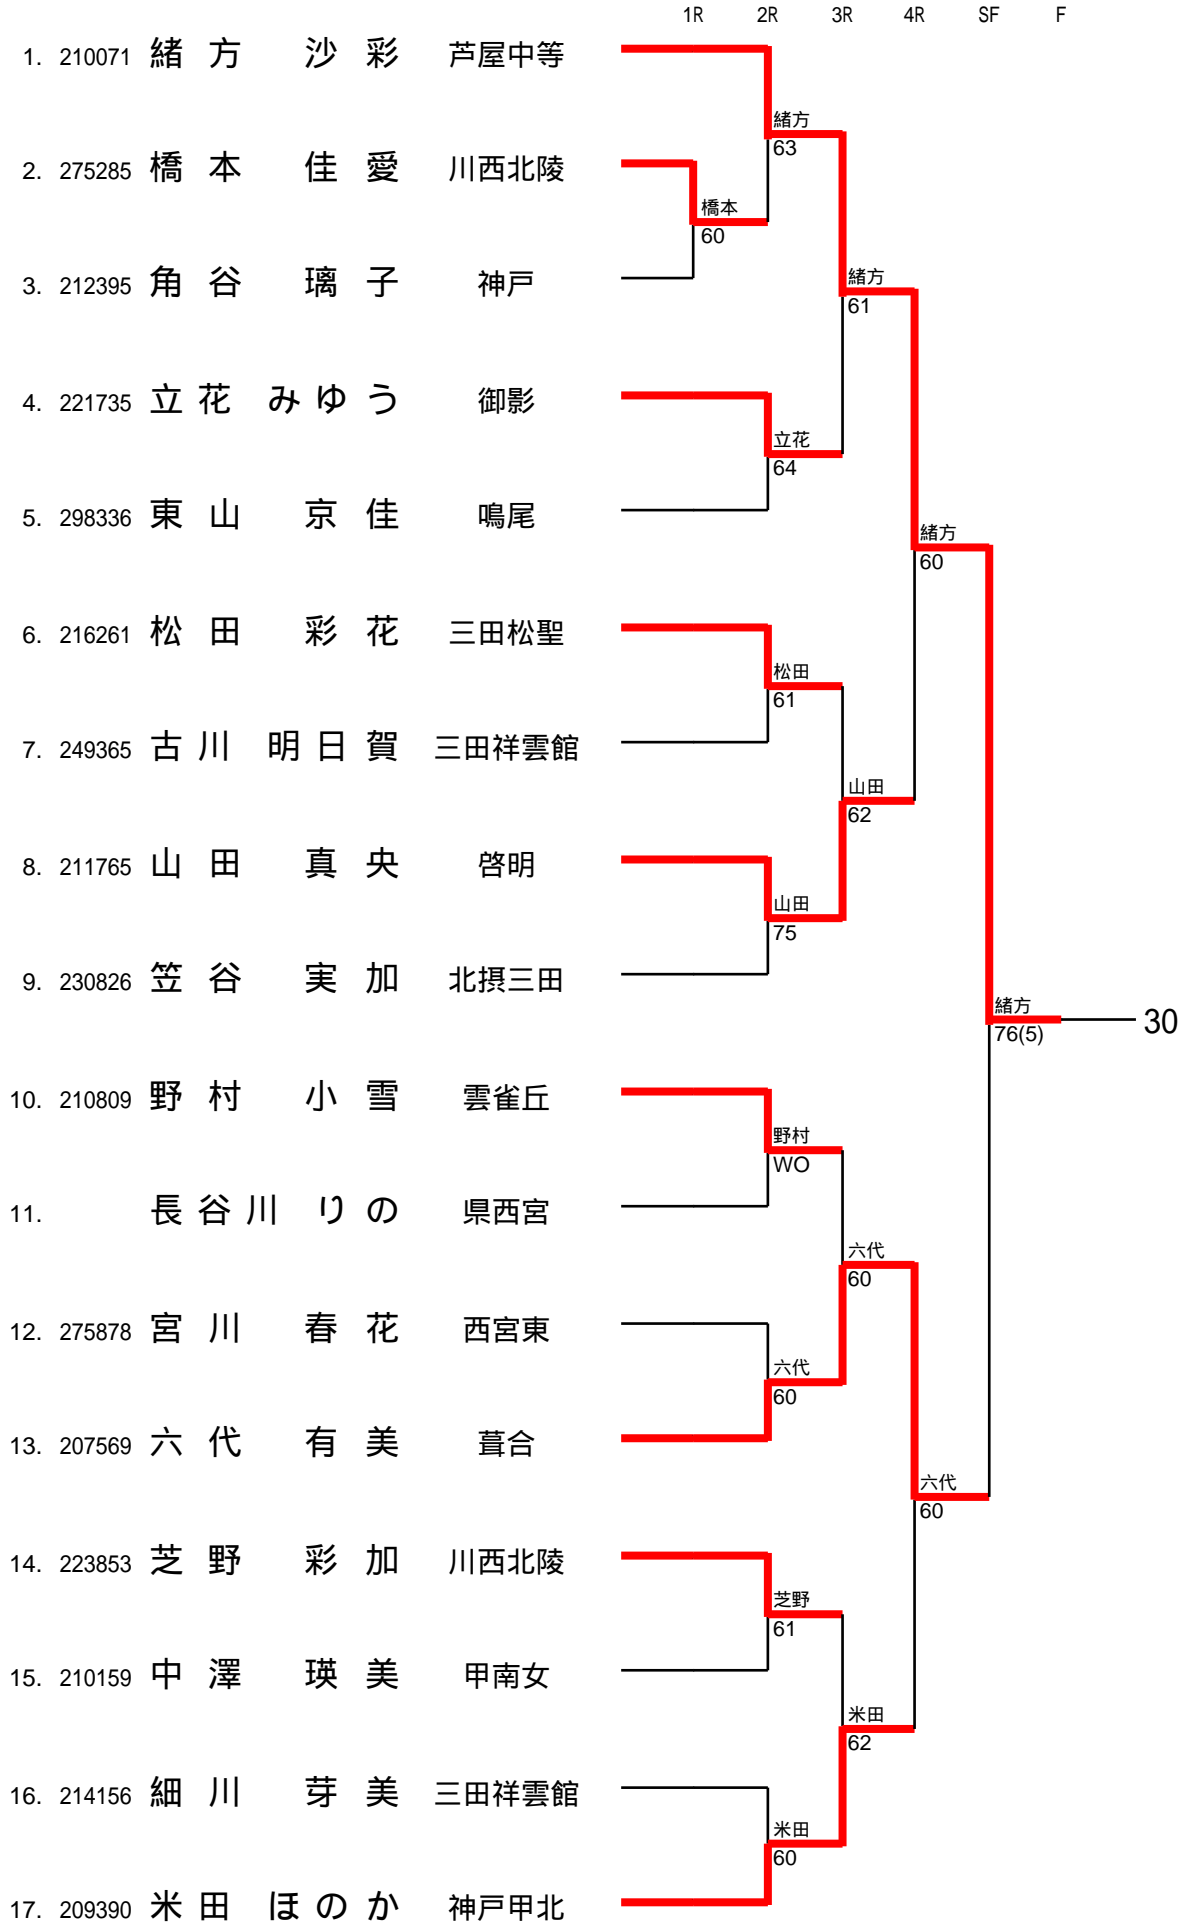 1R 2R 3R 4R SF F
1. 210071 緒方 沙彩 芦屋中等
緒方
63
2. 275285 橋本 佳愛 川西北陵
橋本
60
3. 212395 角谷 璃子 神戸
緒方
61
4. 221735 立花 みゆう 御影
立花
64
5. 298336 東山 京佳 鳴尾
緒方
60
6. 216261 松田 彩花 三田松聖
松田
61
7. 249365 古川 明日賀 三田祥雲館
山田
62
8. 211765 山田 真央 啓明
山田
75
9. 230826 笠谷 実加 北摂三田
緒方
76(5)
30
10. 210809 野村 小雪 雲雀丘
野村
WO
11. 長谷川 りの 県西宮
六代
60
12. 275878 宮川 春花 西宮東
六代
60
13. 207569 六代 有美 葺合
六代
60
14. 223853 芝野 彩加 川西北陵
芝野
61
15. 210159 中澤 瑛美 甲南女
米田
62
16. 214156 細川 芽美 三田祥雲館
米田
60
17. 209390 米田 ほのか 神戸甲北